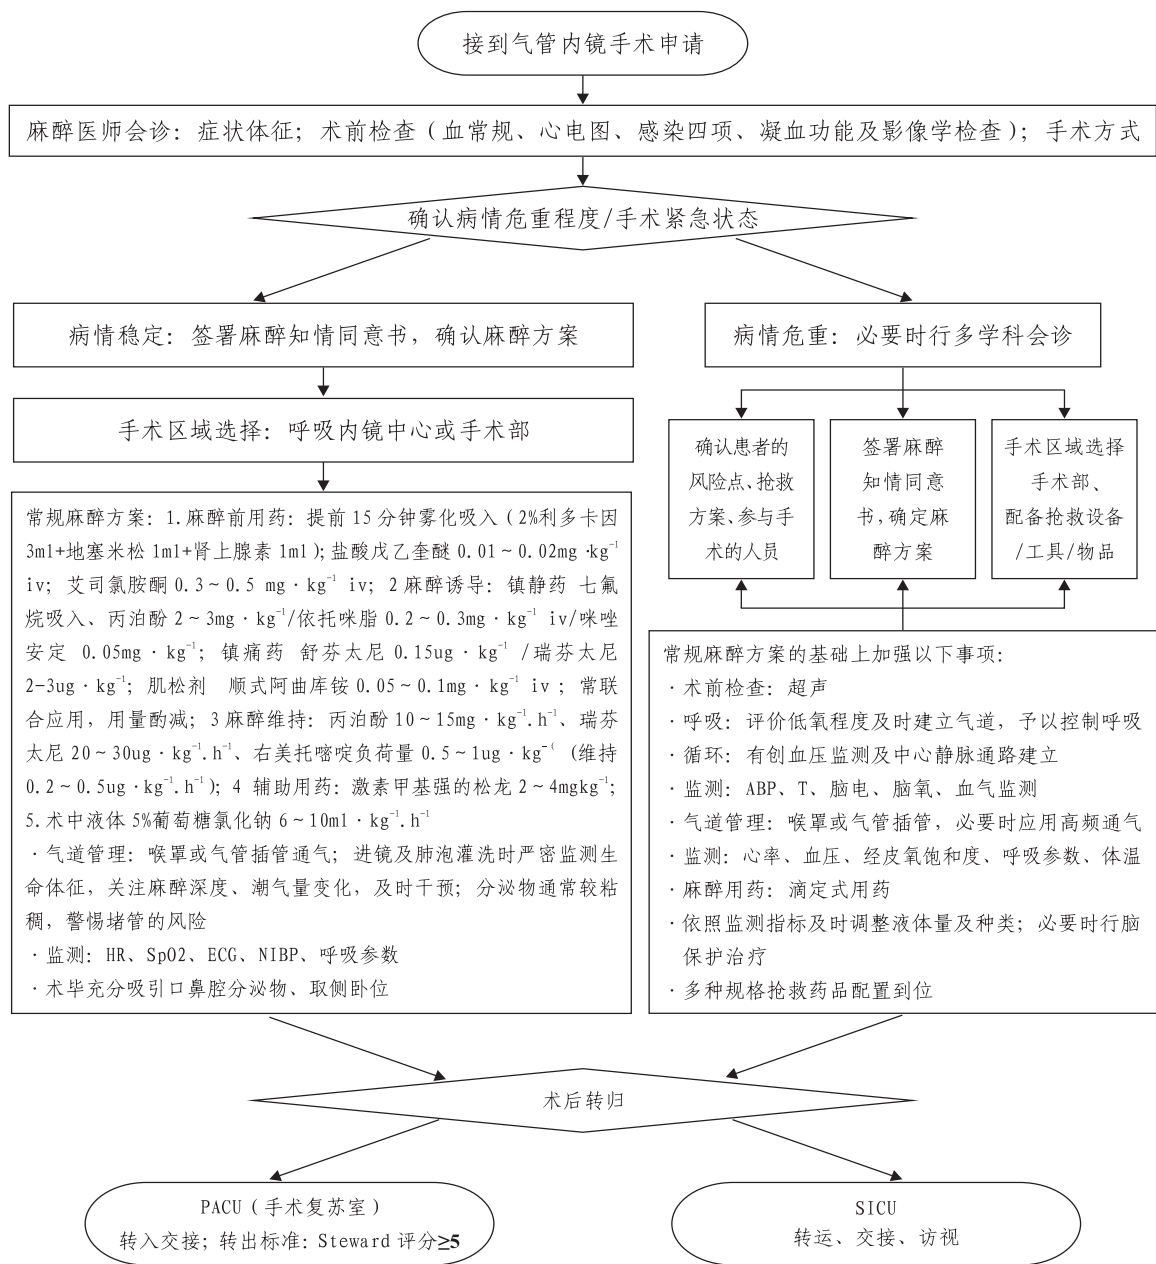 接到气管内镜手术申请
麻醉医师会诊：症状体征；术前检查（血常规、心电图、感染四项、凝血功能及影像学检查）；手术方式
确认病情危重程度/手术紧急状态
病情稳定：签署麻醉知情同意书，确认麻醉方案
手术区域选择：呼吸内镜中心或手术部
常规麻醉方案：1.麻醉前用药：提前15分钟雾化吸入（2%利多卡因
3ml+地塞米松1ml+肾上腺素1ml）；盐酸戊乙奎醚0.01～0.02mg·kg⁻¹
iv；艾司氯胺酮0.3～0.5 mg·kg⁻¹ iv；2麻醉诱导：镇静药 七氟
烷吸入、丙泊酚2～3mg·kg⁻¹/依托咪脂0.2～0.3mg·kg⁻¹ iv/咪唑
安定 0.05mg·kg⁻¹；镇痛药 舒芬太尼0.15ug·kg⁻¹ /瑞芬太尼
2-3ug·kg⁻¹；肌松剂 顺式阿曲库铵0.05～0.1mg·kg⁻¹ iv；常联
合应用，用量酌减；3麻醉维持：丙泊酚10～15mg·kg⁻¹.h⁻¹、瑞芬
太尼20～30ug·kg⁻¹.h⁻¹、右美托嘧啶负荷量0.5～1ug·kg⁻⁽ (维持
0.2～0.5ug·kg⁻¹.h⁻¹)；4 辅助用药：激素甲基强的松龙2～4mgkg⁻¹；
5.术中液体5%葡萄糖氯化钠6～10ml·kg⁻¹.h⁻¹
·气道管理：喉罩或气管插管通气；进镜及肺泡灌洗时严密监测生
命体征，关注麻醉深度、潮气量变化，及时干预；分泌物通常较粘
稠，警惕堵管的风险
·监测：HR、SpO2、ECG、NIBP、呼吸参数
·术毕充分吸引口鼻腔分泌物、取侧卧位
病情危重：必要时行多学科会诊
确认患者的
风险点、抢救
方案、参与手
术的人员
签署麻醉
知情同意
书，确定麻
醉方案
手术区域选择
手术部、
配备抢救设备
/工具/物品
常规麻醉方案的基础上加强以下事项：
·术前检查：超声
·呼吸：评价低氧程度及时建立气道，予以控制呼吸
·循环：有创血压监测及中心静脉通路建立
·监测：ABP、T、脑电、脑氧、血气监测
·气道管理：喉罩或气管插管，必要时应用高频通气
·监测：心率、血压、经皮氧饱和度、呼吸参数、体温
·麻醉用药：滴定式用药
·依照监测指标及时调整液体量及种类；必要时行脑
保护治疗
·多种规格抢救药品配置到位
术后转归
PACU（手术复苏室）
转入交接；转出标准：Steward评分≥5
SICU
转运、交接、访视